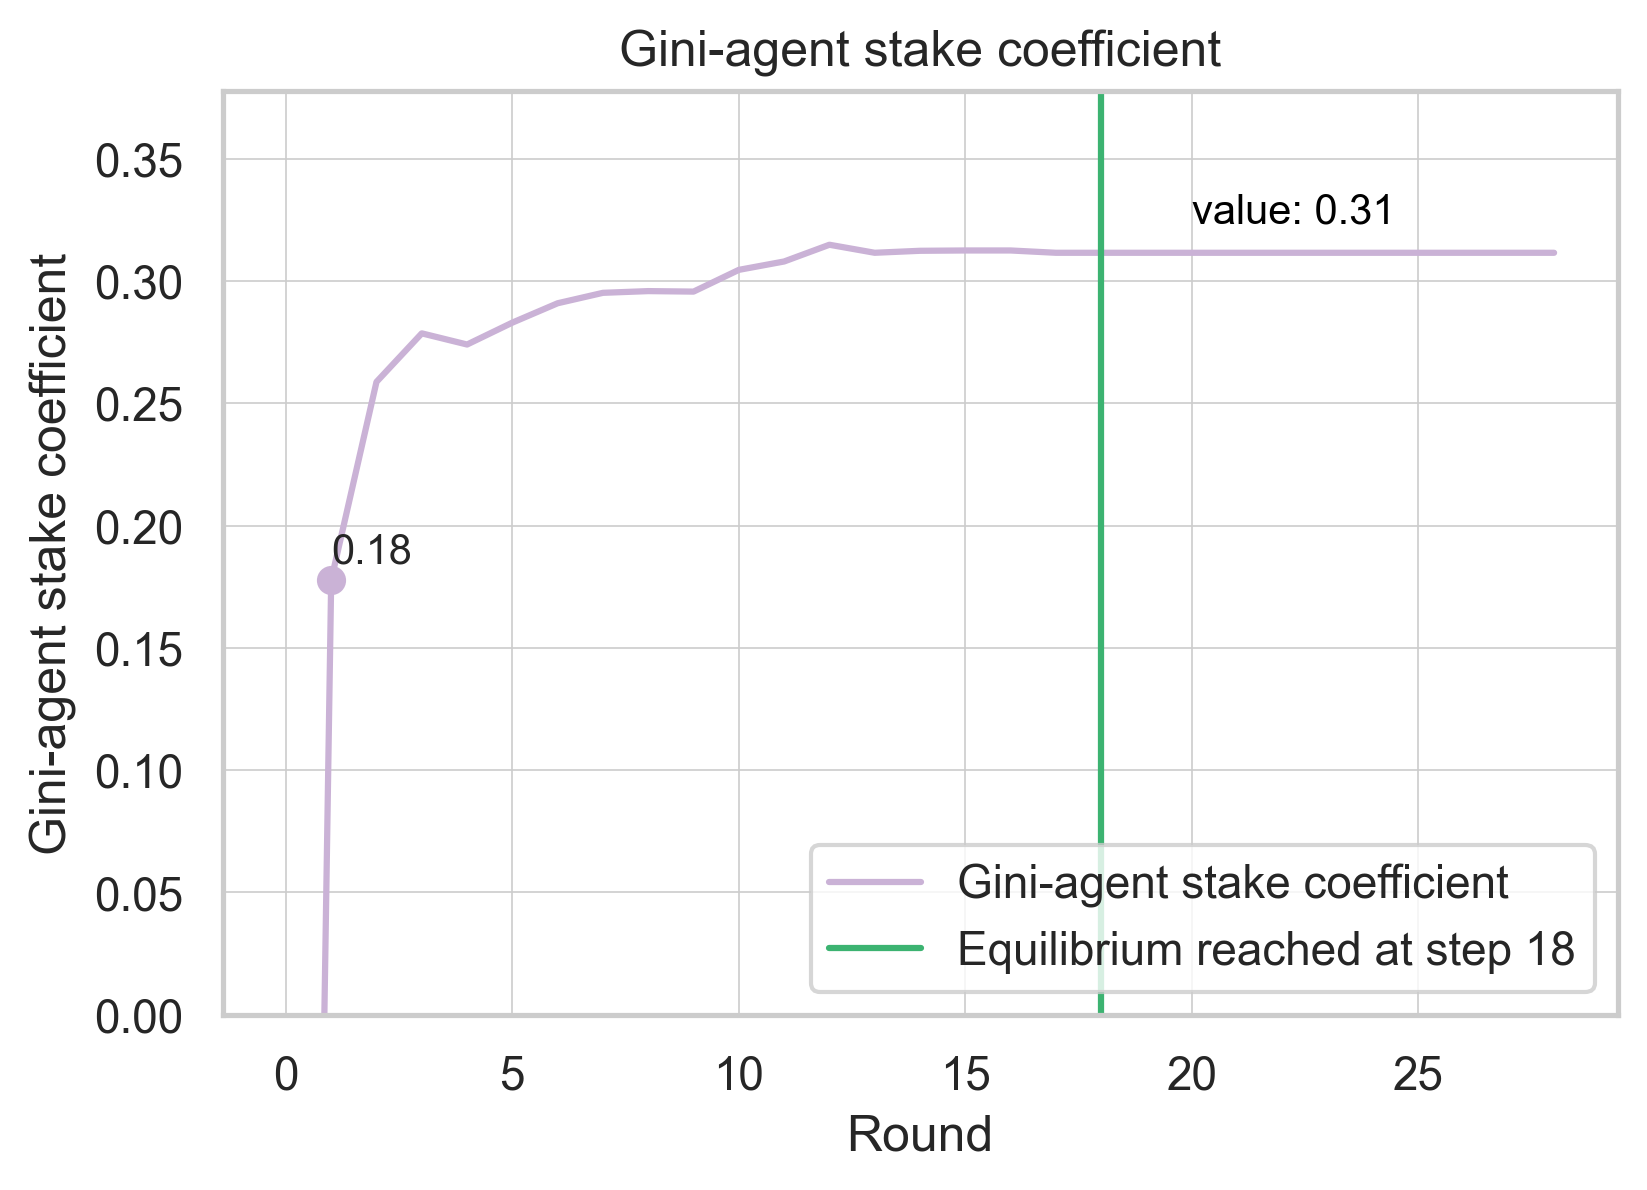 Gini-agent stake coefficient
Gini-agent stake coefficient
0.35
0.30
0.25
0.20
0.15
0.10
0.05
0.00
value: 0.31
0.18
Gini-agent stake coefficient
Equilibrium reached at step 18
0 5 10 15 20 25
Round